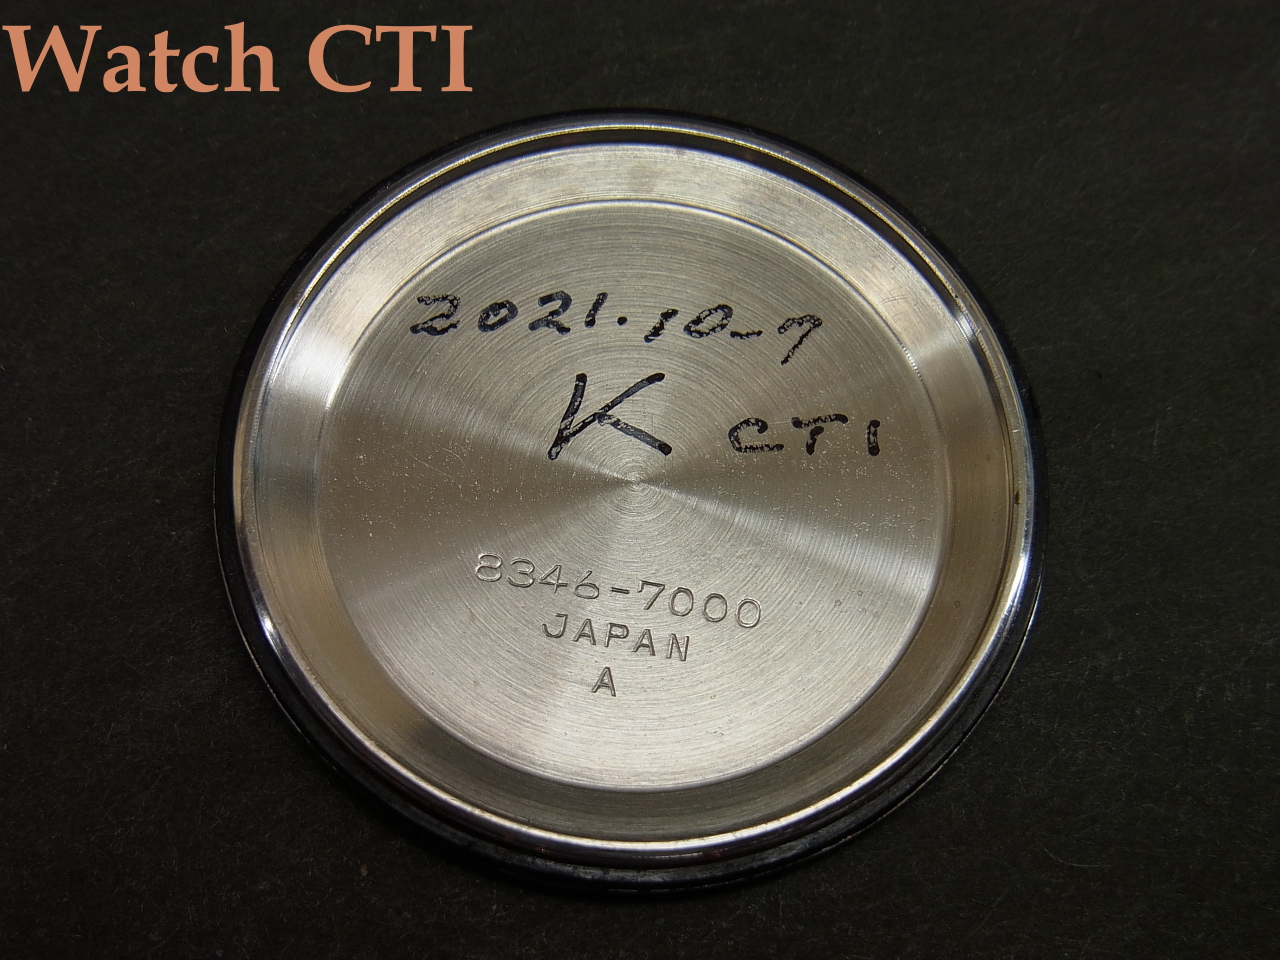 Watch CTI
2021.10-7
K CTI
8346-7000
JAPAN
A